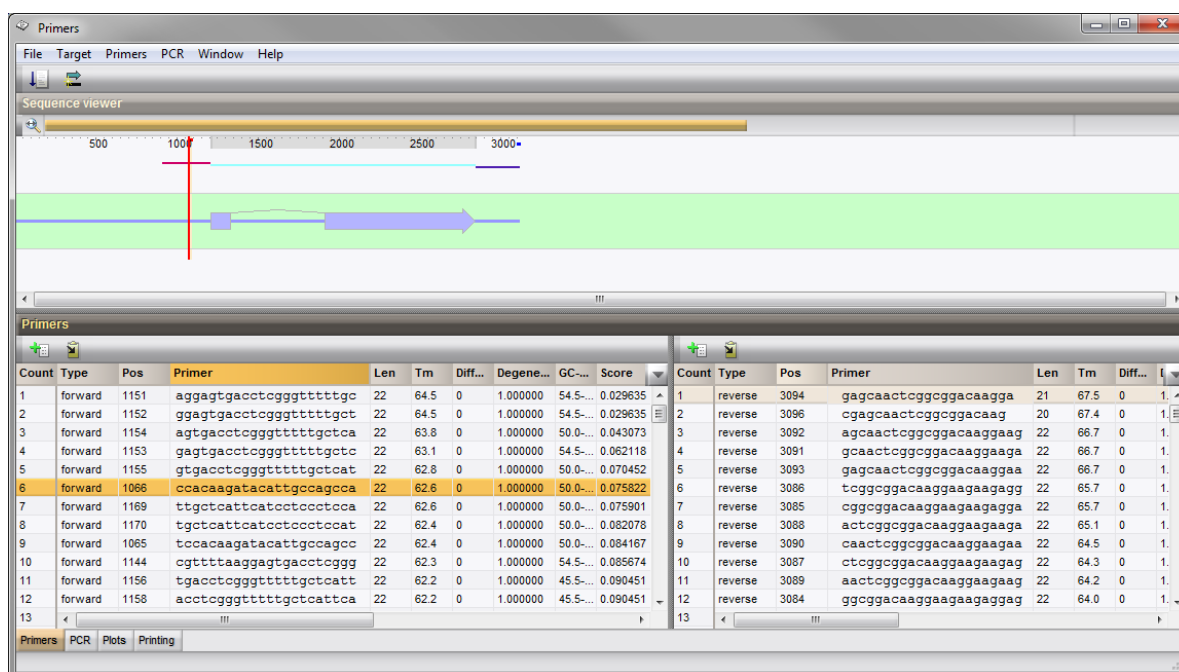 Primers
File Target Primers PCR Window Help
Sequence viewer
500 1000 1500 2000 2500 3000
Primers
Count Type Pos Primer Len Tm Diff... Degene... GC-... Score Count Type Pos Primer Len Tm Diff...
1 forward 1151 aggagtgacctcgggtttttgc 22 64.5 0 1.000000 54.5-... 0.029635 1 reverse 3094 gagcaactcggcggacaagga 21 67.5 0 1.
2 forward 1152 ggagtgacctcgggtttttgct 22 64.5 0 1.000000 54.5-... 0.029635 2 reverse 3096 cgagcaactcggcggacaag 20 67.4 0 1.
3 forward 1154 agtgacctcgggtttttgctca 22 63.8 0 1.000000 50.0-... 0.043073 3 reverse 3092 agcaactcggcggacaaggaag 22 66.7 0 1.
4 forward 1153 gagtgacctcgggtttttgctc 22 63.1 0 1.000000 54.5-... 0.062118 4 reverse 3091 gcaactcggcggacaaggaaga 22 66.7 0 1.
5 forward 1155 gtgacctcgggtttttgctcat 22 62.8 0 1.000000 50.0-... 0.070452 5 reverse 3093 gagcaactcggcggacaaggaa 22 66.7 0 1.
6 forward 1066 ccacaagatacattgccagcca 22 62.6 0 1.000000 50.0-... 0.075822 6 reverse 3086 tcggcggacaaggaagaagagg 22 65.7 0 1.
7 forward 1169 ttgctcattcatcctccctcca 22 62.6 0 1.000000 50.0-... 0.075901 7 reverse 3085 cggcggacaaggaagaagagga 22 65.7 0 1.
8 forward 1170 tgctcattcatcctccctccat 22 62.4 0 1.000000 50.0-... 0.082078 8 reverse 3088 actcggcggacaaggaagaaga 22 65.1 0 1.
9 forward 1065 tccacaagatacattgccagcc 22 62.4 0 1.000000 50.0-... 0.084167 9 reverse 3090 caactcggcggacaaggaagaa 22 64.5 0 1.
10 forward 1144 cgttttaaggagtgacctcggg 22 62.3 0 1.000000 54.5-... 0.085674 10 reverse 3087 ctcggcggacaaggaagaagag 22 64.3 0 1.
11 forward 1156 tgacctcgggtttttgctcatt 22 62.2 0 1.000000 45.5-... 0.090451 11 reverse 3089 aactcggcggacaaggaagaag 22 64.2 0 1.
12 forward 1158 acctcgggtttttgctcattca 22 62.2 0 1.000000 45.5-... 0.090451 12 reverse 3084 ggcggacaaggaagaagaggag 22 64.0 0 1.
13 13
Primers PCR Plots Printing